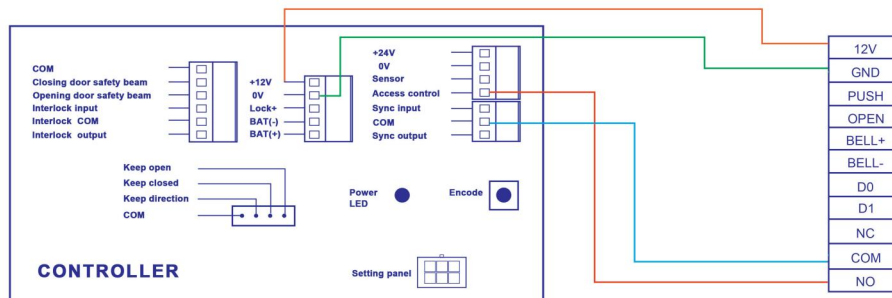 COM
Closing door safety beam
Opening door safety beam
Interlock input
Interlock COM
Interlock output
+12V
0V
Lock+
BAT(-)
BAT(+)
+24V
0V
Sensor
Access control
Sync input
COM
Sync output
Keep open
Keep closed
Keep direction
COM
Power
LED
Encode
CONTROLLER
Setting panel
12V
GND
PUSH
OPEN
BELL+
BELL-
D0
D1
NC
COM
NO